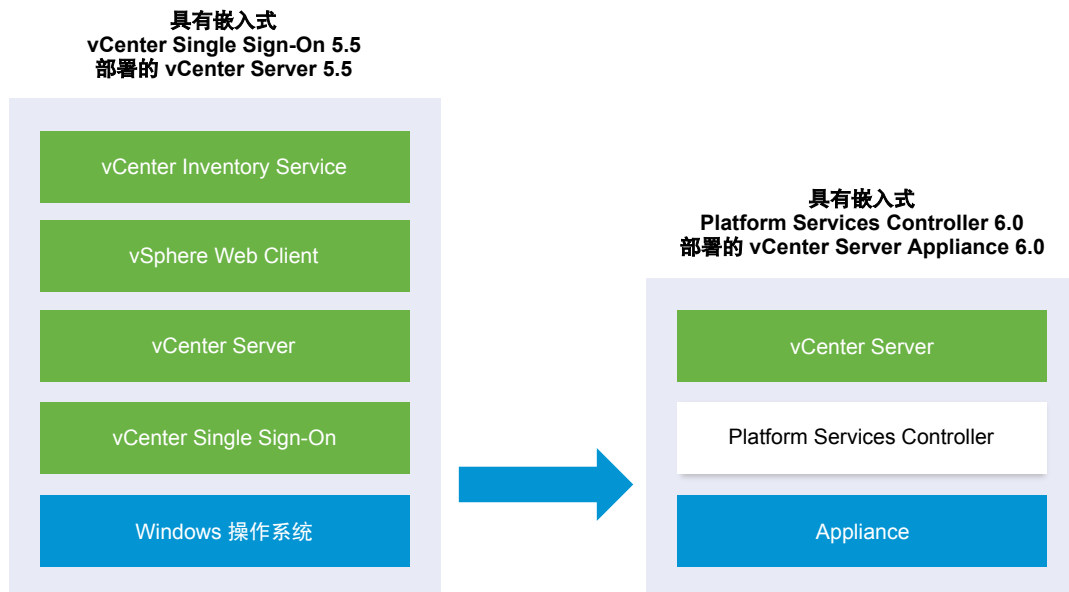 具有嵌入式
vCenter Single Sign-On 5.5
部署的 vCenter Server 5.5
vCenter Inventory Service
vSphere Web Client
vCenter Server
vCenter Single Sign-On
Windows 操作系统
具有嵌入式
Platform Services Controller 6.0
部署的 vCenter Server Appliance 6.0
vCenter Server
Platform Services Controller
Appliance